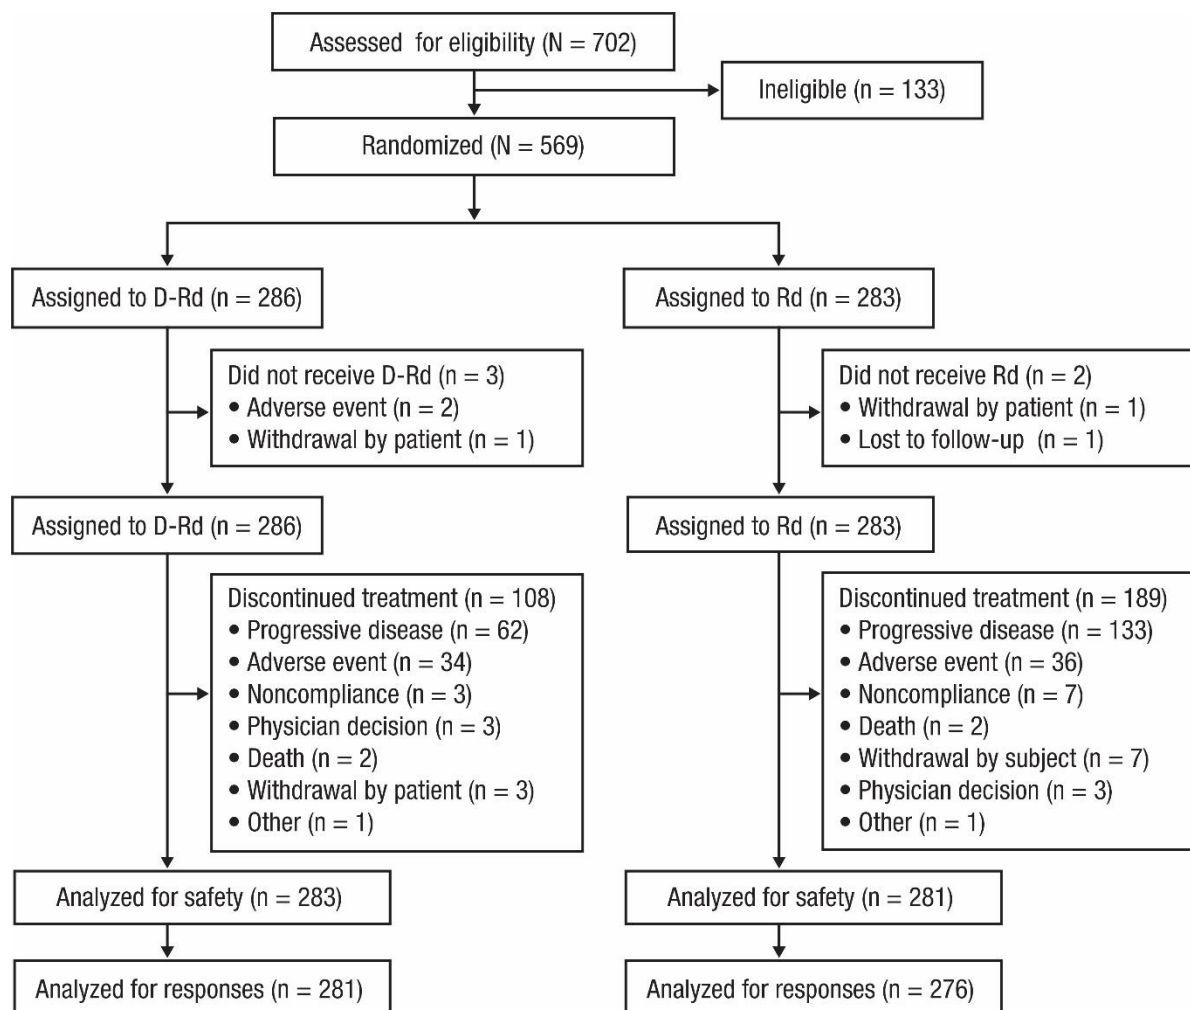 Assessed for eligibility (N = 702)
Ineligible (n = 133)
Randomized (N = 569)
Assigned to D-Rd (n = 286)
Assigned to Rd (n = 283)
Did not receive D-Rd (n = 3)
• Adverse event (n = 2)
• Withdrawal by patient (n = 1)
Did not receive Rd (n = 2)
• Withdrawal by patient (n = 1)
• Lost to follow-up (n = 1)
Assigned to D-Rd (n = 286)
Assigned to Rd (n = 283)
Discontinued treatment (n = 108)
• Progressive disease (n = 62)
• Adverse event (n = 34)
• Noncompliance (n = 3)
• Physician decision (n = 3)
• Death (n = 2)
• Withdrawal by patient (n = 3)
• Other (n = 1)
Discontinued treatment (n = 189)
• Progressive disease (n = 133)
• Adverse event (n = 36)
• Noncompliance (n = 7)
• Death (n = 2)
• Withdrawal by subject (n = 7)
• Physician decision (n = 3)
• Other (n = 1)
Analyzed for safety (n = 283)
Analyzed for safety (n = 281)
Analyzed for responses (n = 281)
Analyzed for responses (n = 276)